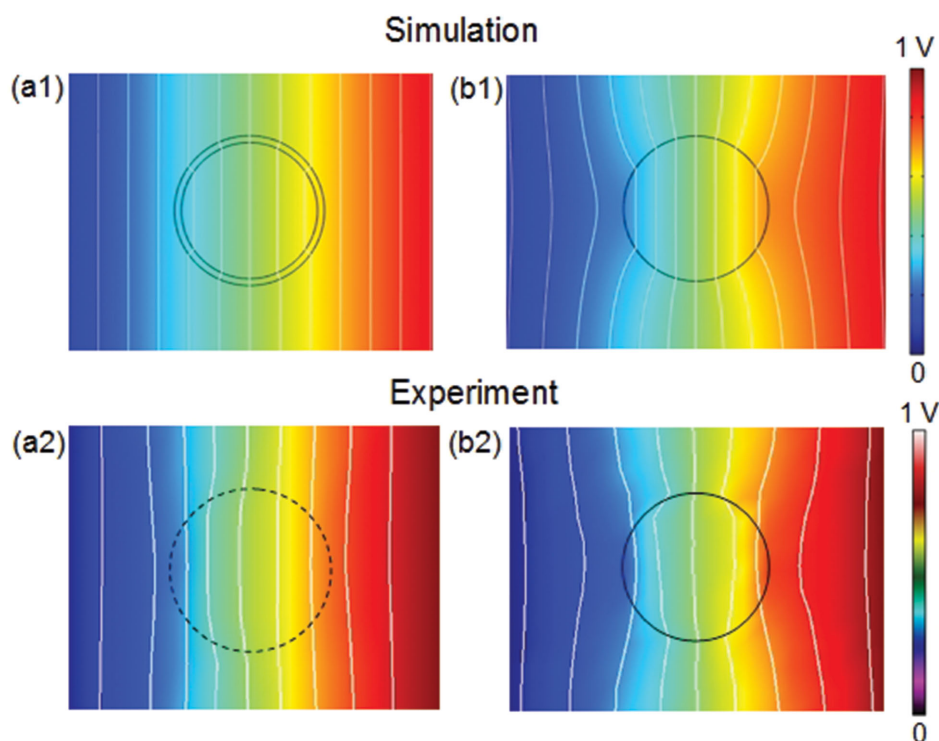 Simulation
1 V
(a1)
(b1)
0
Experiment
1 V
(a2)
(b2)
0